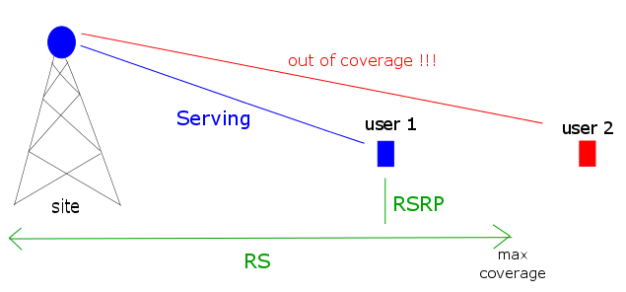 out of coverage !!!
Serving
user 1
user 2
site
RSRP
RS
max
coverage